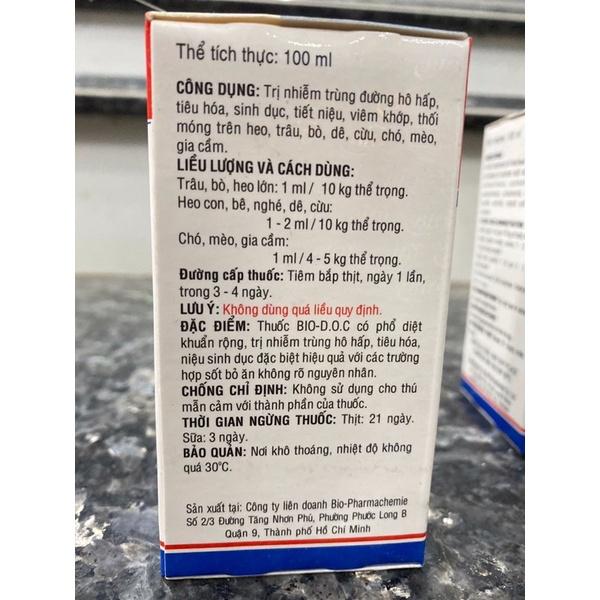 Thể tích thực: 100 ml
CÔNG DỤNG: Trị nhiễm trùng đường hô hấp,
tiêu hóa, sinh dục, tiết niệu, viêm khớp, thối
móng trên heo, trâu, bò, dê, cừu, chó, mèo,
gia cầm.
LIỀU LƯỢNG VÀ CÁCH DÙNG:
Trâu, bò, heo lớn: 1 ml / 10 kg thể trọng.
Heo con, bê, nghé, dê, cừu:
1 - 2 ml / 10 kg thể trọng.
Chó, mèo, gia cầm:
1 ml / 4 - 5 kg thể trọng.
Đường cấp thuốc: Tiêm bắp thịt, ngày 1 lần,
trong 3 - 4 ngày.
LƯU Ý: Không dùng quá liều quy định.
ĐẶC ĐIỂM: Thuốc BIO-D.O.C có phổ diệt
khuẩn rộng, trị nhiễm trùng hô hấp, tiêu hóa,
niệu sinh dục đặc biệt hiệu quả với các trường
hợp sốt bỏ ăn không rõ nguyên nhân.
CHỐNG CHỈ ĐỊNH: Không sử dụng cho thú
mẫn cảm với thành phần của thuốc.
THỜI GIAN NGỪNG THUỐC: Thịt: 21 ngày.
Sữa: 3 ngày.
BẢO QUẢN: Nơi khô thoáng, nhiệt độ không
quá 30°C.
Sản xuất tại: Công ty liên doanh Bio-Pharmachemie
Số 2/3 Đường Tăng Nhơn Phú, Phường Phước Long B
Quận 9, Thành phố Hồ Chí Minh